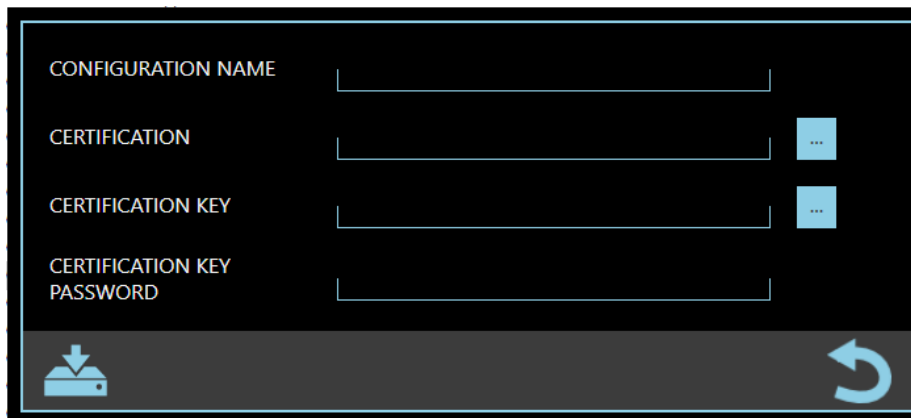 CONFIGURATION NAME
CERTIFICATION
...
CERTIFICATION KEY
...
CERTIFICATION KEY
PASSWORD